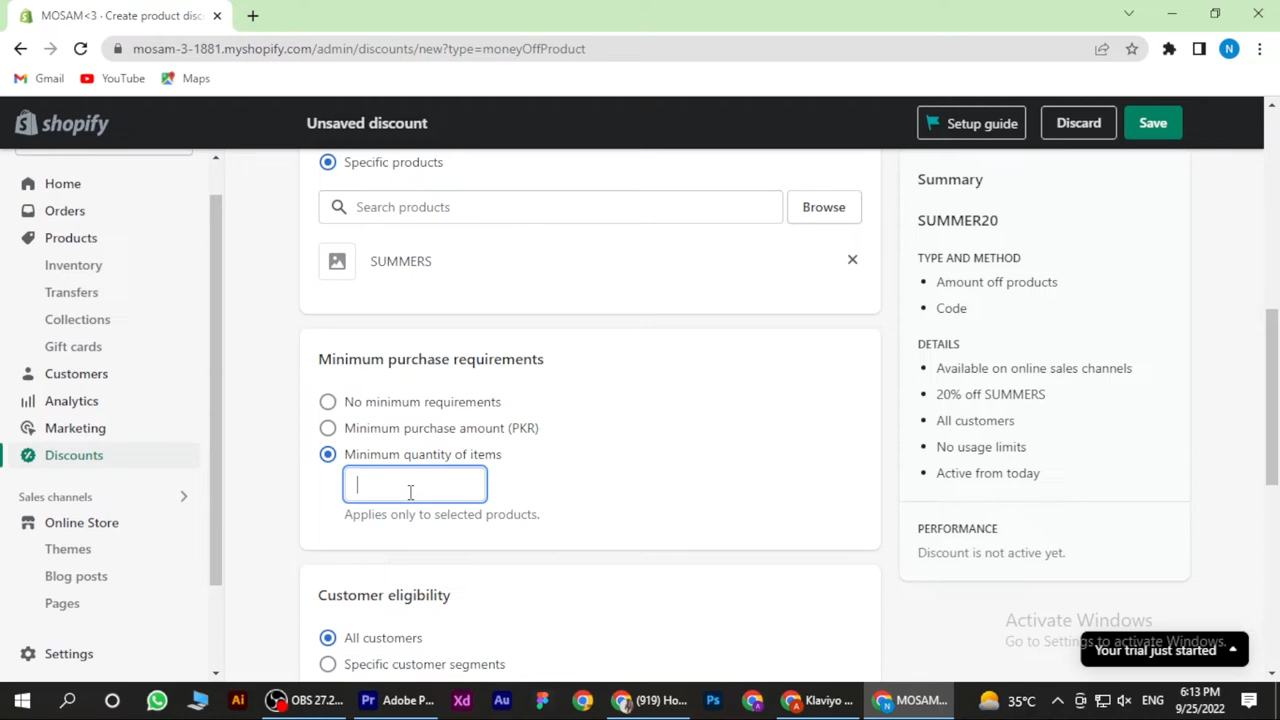 MOSAM<3 · Create product disc
mosam-3-1881.myshopify.com/admin/discounts/new?type=moneyOffProduct
N
Gmail
YouTube
Maps
shopify
Unsaved discount
Setup guide
Discard
Save
Home
Orders
Products
Inventory
Transfers
Collections
Gift cards
Customers
Analytics
Marketing
Discounts
Sales channels
Online Store
Themes
Blog posts
Pages
Settings
Specific products
Search products
Browse
SUMMERS
Minimum purchase requirements
No minimum requirements
Minimum purchase amount (PKR)
Minimum quantity of items
Applies only to selected products.
Customer eligibility
All customers
Specific customer segments
Summary
SUMMER20
TYPE AND METHOD
Amount off products
Code
DETAILS
Available on online sales channels
20% off SUMMERS
All customers
No usage limits
Active from today
PERFORMANCE
Discount is not active yet.
Activate Windows
Go to Settings to activate Windows.
Your trial just started
Ai
OBS 27.2...
Pr Adobe P...
Xd
Au
(919) Ho...
Ps
Klaviyo ...
MOSAM...
35°C
ENG
6:13 PM
9/25/2022